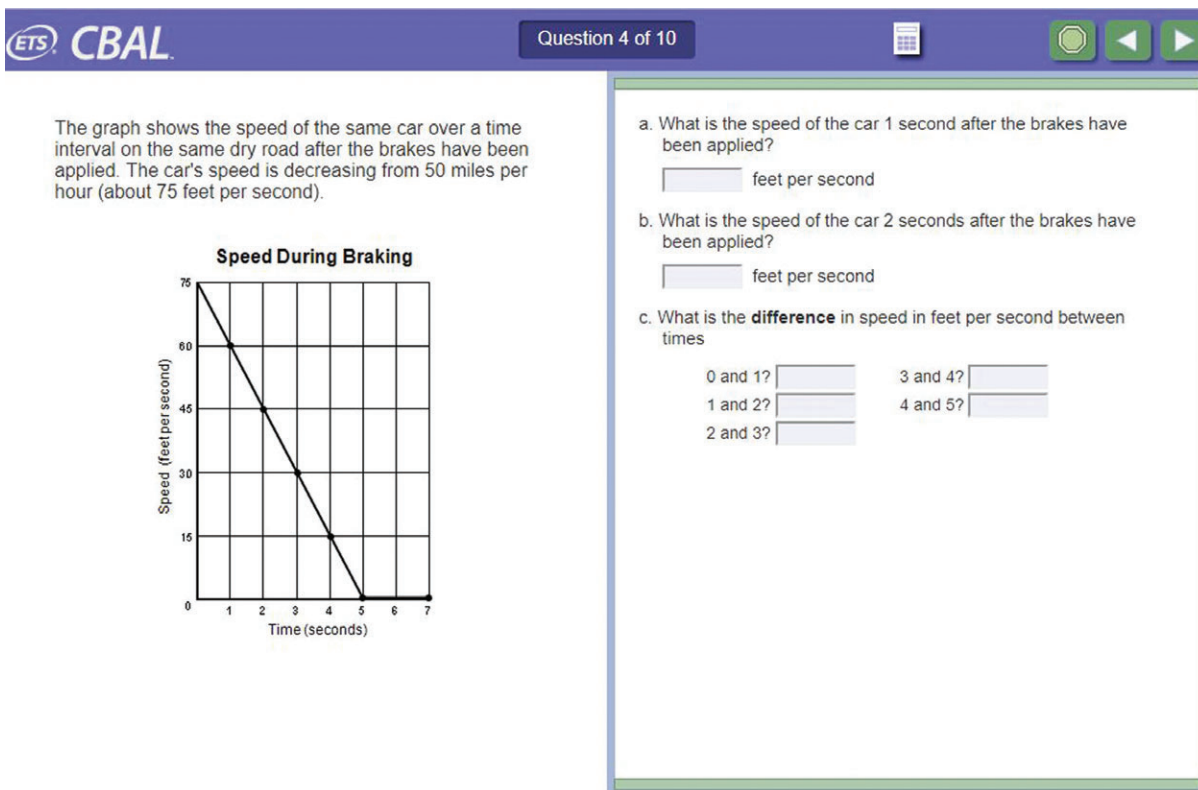 ETS CBAL
Question 4 of 10
The graph shows the speed of the same car over a time
interval on the same dry road after the brakes have been
applied. The car's speed is decreasing from 50 miles per
hour (about 75 feet per second).
Speed During Braking
75
60
45
30
15
0
Speed (feet per second)
1 2 3 4 5 6 7
Time (seconds)
a. What is the speed of the car 1 second after the brakes have
been applied?
feet per second
b. What is the speed of the car 2 seconds after the brakes have
been applied?
feet per second
c. What is the difference in speed in feet per second between
times
0 and 1? 3 and 4?
1 and 2? 4 and 5?
2 and 3?